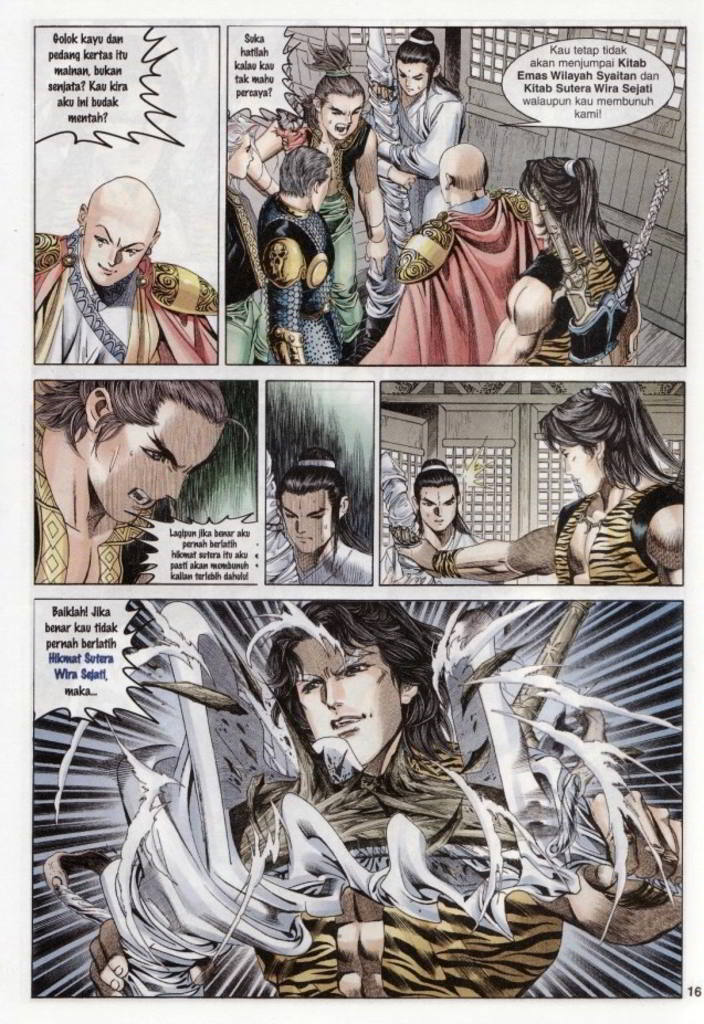 Golok kayu dan
pedang kertas itu
mainan, bukan
senjata? Kau kira
aku ini budak
mentah?
Suka
hatilah
kalau kau
tak mahu
percaya?
Kau tetap tidak
akan menjumpai Kitab
Emas Wilayah Syaitan dan
Kitab Sutera Wira Sejati
walaupun kau membunuh
kami!
Lagipun jika benar aku
pernah berlatih
hikmat sutera itu aku
pasti akan membunuh
kalian terlebih dahulu!
Baiklah! Jika
benar kau tidak
pernah berlatih
Hikmat Sutera
Wira Sejati,
maka...
16